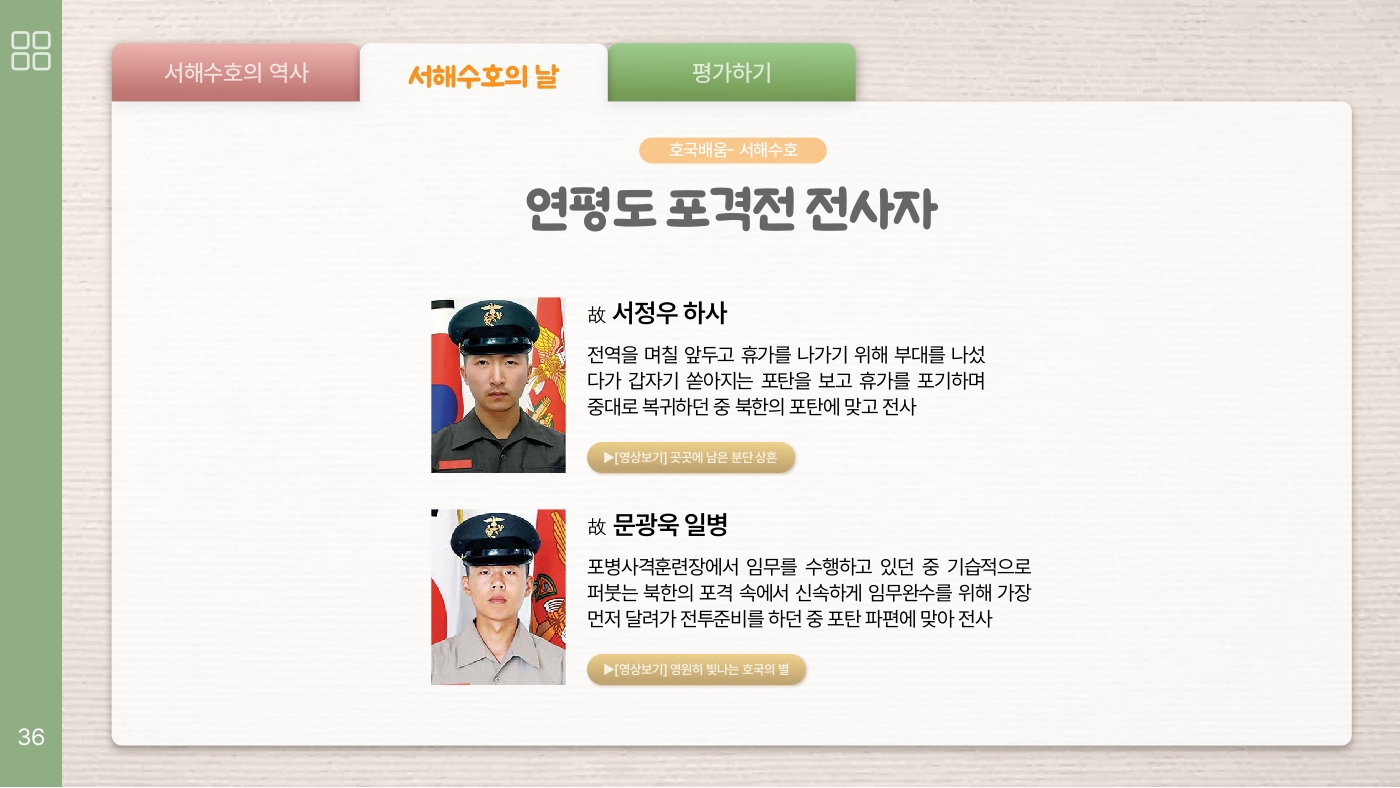 서해수호의 역사
서해수호의 날
평가하기
호국배움- 서해수호
연평도 포격전 전사자
故 서정우 하사
전역을 며칠 앞두고 휴가를 나가기 위해 부대를 나섰
다가 갑자기 쏟아지는 포탄을 보고 휴가를 포기하며
중대로 복귀하던 중 북한의 포탄에 맞고 전사
▶[영상보기] 곳곳에 남은 분단 상흔
故 문광욱 일병
포병사격훈련장에서 임무를 수행하고 있던 중 기습적으로
퍼붓는 북한의 포격 속에서 신속하게 임무완수를 위해 가장
먼저 달려가 전투준비를 하던 중 포탄 파편에 맞아 전사
▶[영상보기] 영원히 빛나는 호국의 별
36